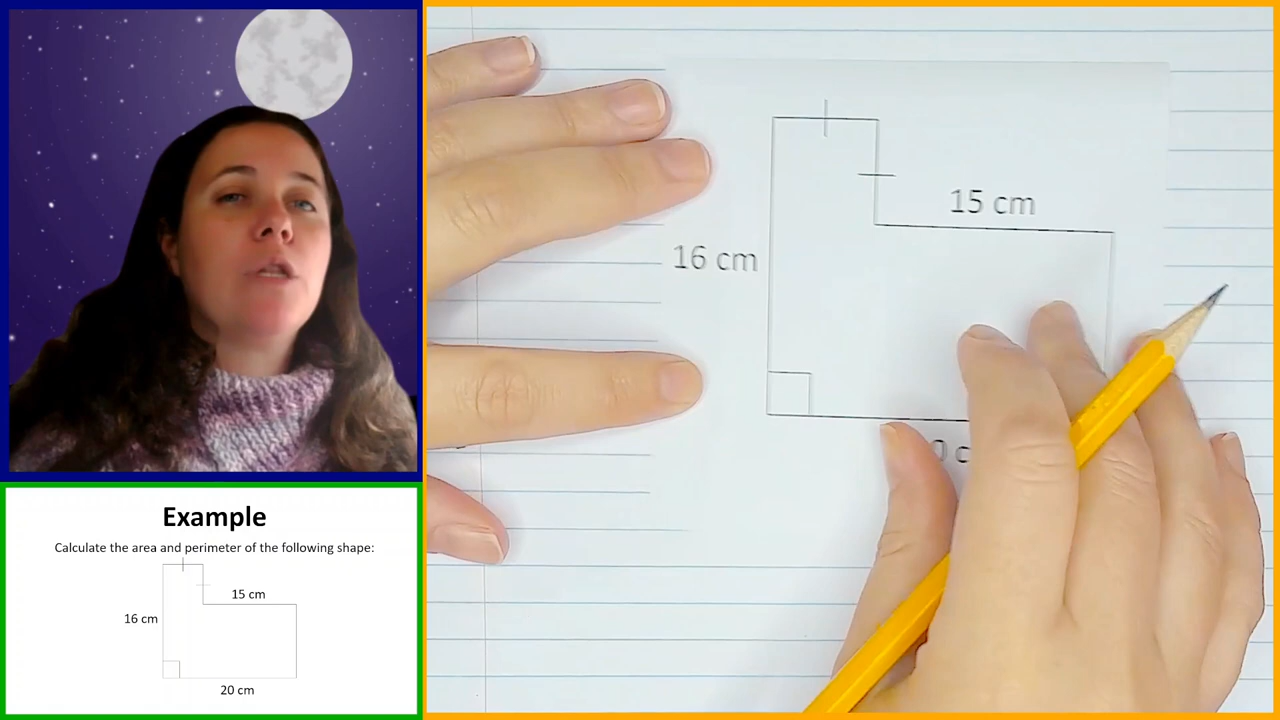 15 cm
16 cm
0 c
Example
Calculate the area and perimeter of the following shape:
15 cm
16 cm
20 cm